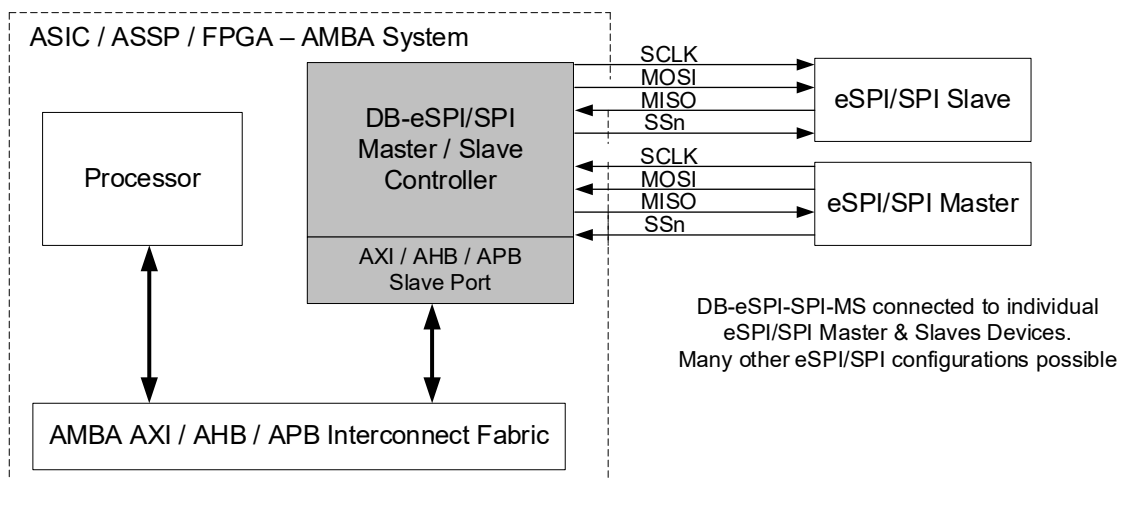 ASIC / ASSP / FPGA – AMBA System
Processor
DB-eSPI/SPI
Master / Slave
Controller
AXI / AHB / APB
Slave Port
SCLK
MOSI
MISO
SSn
eSPI/SPI Slave
SCLK
MOSI
MISO
SSn
eSPI/SPI Master
DB-eSPI-SPI-MS connected to individual
eSPI/SPI Master & Slaves Devices.
Many other eSPI/SPI configurations possible
AMBA AXI / AHB / APB Interconnect Fabric